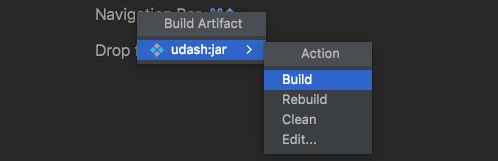 Navigation Bar ⌘⇧
Build Artifact
Drop f
udash:jar
Action
Build
Rebuild
Clean
Edit...